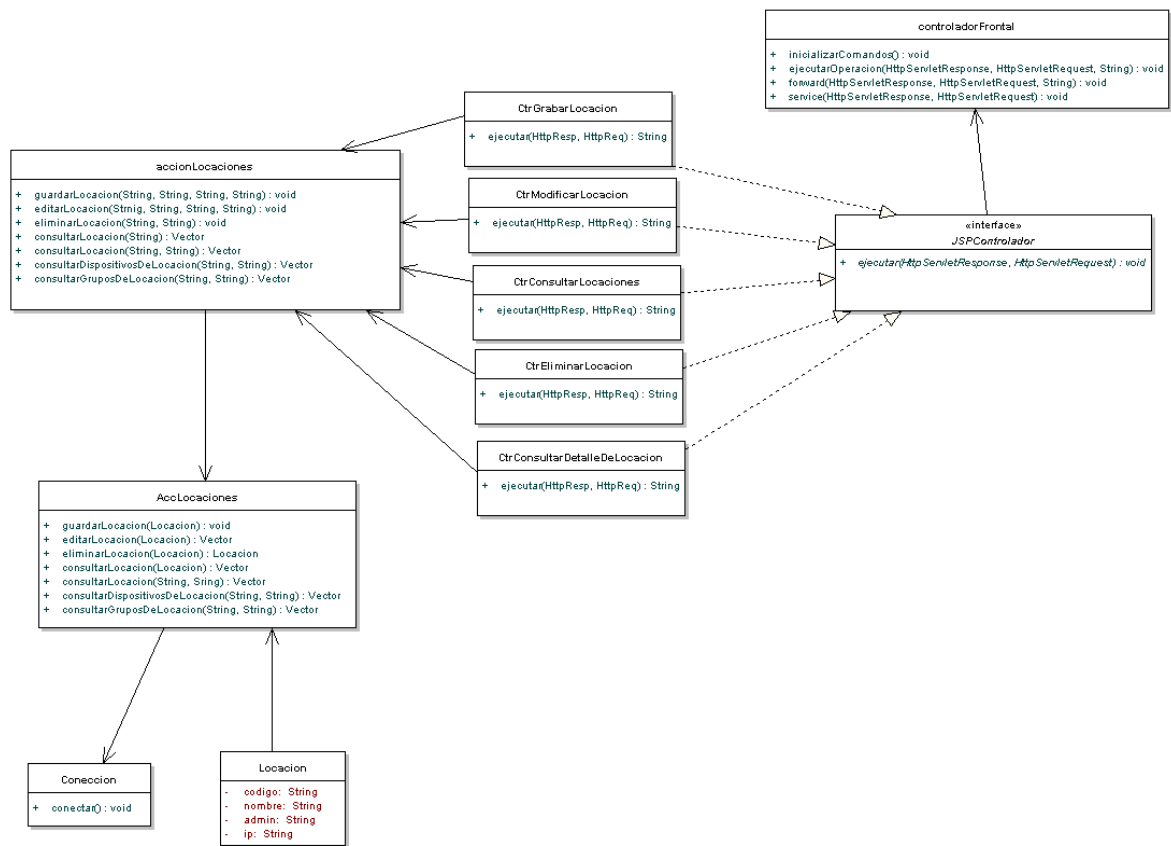 controladorFrontal
+ inicializarComandos() : void
+ ejecutarOperacion(HttpServletResponse, HttpServletRequest, String) : void
+ forward(HttpServletResponse, HttpServletRequest, String) : void
+ service(HttpServletResponse, HttpServletRequest) : void
CtrGrabarLocacion
+ ejecutar(HttpResp, HttpReq) : String
accionLocaciones
+ guardarLocacion(String, String, String, String) : void
+ editarLocacion(Strnig, String, String, String) : void
+ eliminarLocacion(String, String) : void
+ consultarLocacion(String) : Vector
+ consultarLocacion(String, String) : Vector
+ consultarDispositivosDeLocacion(String, String) : Vector
+ consultarGruposDeLocacion(String, String) : Vector
CtrModificarLocacion
+ ejecutar(HttpResp, HttpReq) : String
«interface»
JSPControlador
+ ejecutar(HttpServletResponse, HttpServletRequest) : void
CtrConsultarLocaciones
+ ejecutar(HttpResp, HttpReq) : String
CtrEliminarLocacion
+ ejecutar(HttpResp, HttpReq) : String
CtrConsultarDetalleDeLocacion
+ ejecutar(HttpResp, HttpReq) : String
AccLocaciones
+ guardarLocacion(Locacion) : void
+ editarLocacion(Locacion) : Vector
+ eliminarLocacion(Locacion) : Locacion
+ consultarLocacion(Locacion) : Vector
+ consultarLocacion(String, Sring) : Vector
+ consultarDispositivosDeLocacion(String, String) : Vector
+ consultarGruposDeLocacion(String, String) : Vector
Coneccion
+ conectar() : void
Locacion
- codigo: String
- nombre: String
- admin: String
- ip: String